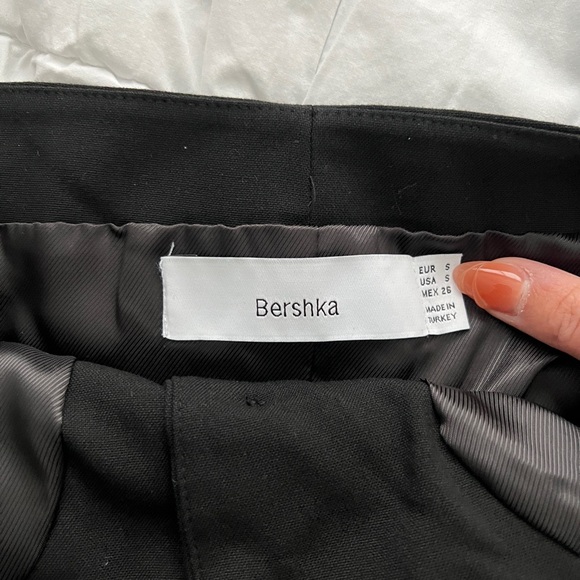 Bershka
EUR S
USA S
MEX 26
MADE IN
TURKEY